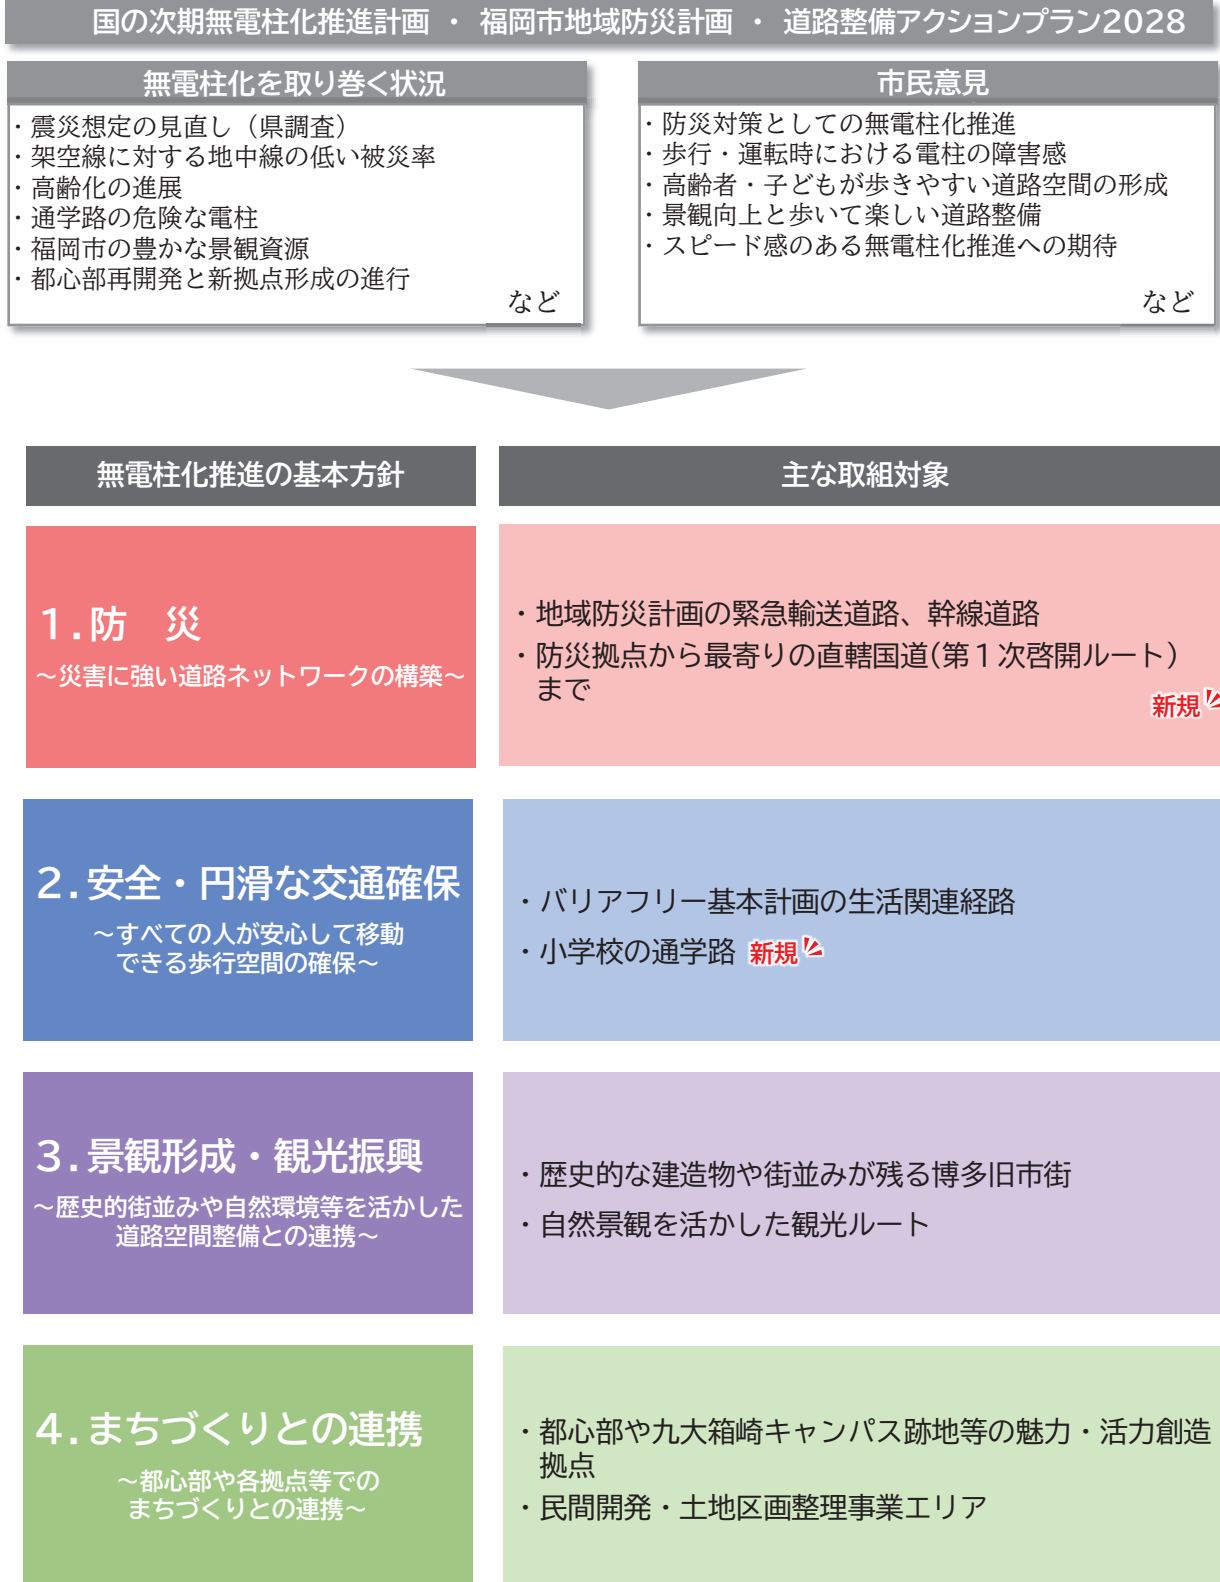 国の次期無電柱化推進計画 ・ 福岡市地域防災計画 ・ 道路整備アクションプラン2028
無電柱化を取り巻く状況
・震災想定の見直し（県調査）
・架空線に対する地中線の低い被災率
・高齢化の進展
・通学路の危険な電柱
・福岡市の豊かな景観資源
・都心部再開発と新拠点形成の進行
など
市民意見
・防災対策としての無電柱化推進
・歩行・運転時における電柱の障害感
・高齢者・子どもが歩きやすい道路空間の形成
・景観向上と歩いて楽しい道路整備
・スピード感のある無電柱化推進への期待
など
無電柱化推進の基本方針
主な取組対象
1.防　災
～災害に強い道路ネットワークの構築～
・地域防災計画の緊急輸送道路、幹線道路
・防災拠点から最寄りの直轄国道(第１次啓開ルート)
まで
新規
2.安全・円滑な交通確保
～すべての人が安心して移動
できる歩行空間の確保～
・バリアフリー基本計画の生活関連経路
・小学校の通学路 新規
3.景観形成・観光振興
～歴史的街並みや自然環境等を活かした
道路空間整備との連携～
・歴史的な建造物や街並みが残る博多旧市街
・自然景観を活かした観光ルート
4.まちづくりとの連携
～都心部や各拠点等での
まちづくりとの連携～
・都心部や九大箱崎キャンパス跡地等の魅力・活力創造
拠点
・民間開発・土地区画整理事業エリア